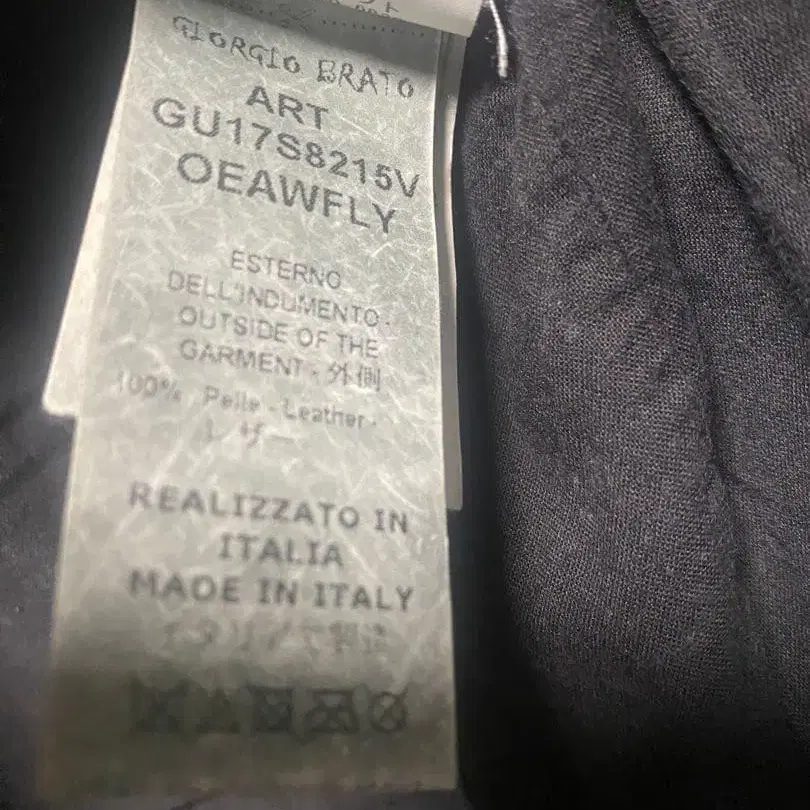 GIORGIO BRATO
ART
GU17S8215V
OEAWFLY
ESTERNO
DELL'INDUMENTO -
OUTSIDE OF THE
GARMENT - 外側
100% Pelle - Leather -
レザー
REALIZZATO IN
ITALIA
MADE IN ITALY
イタリアで製造